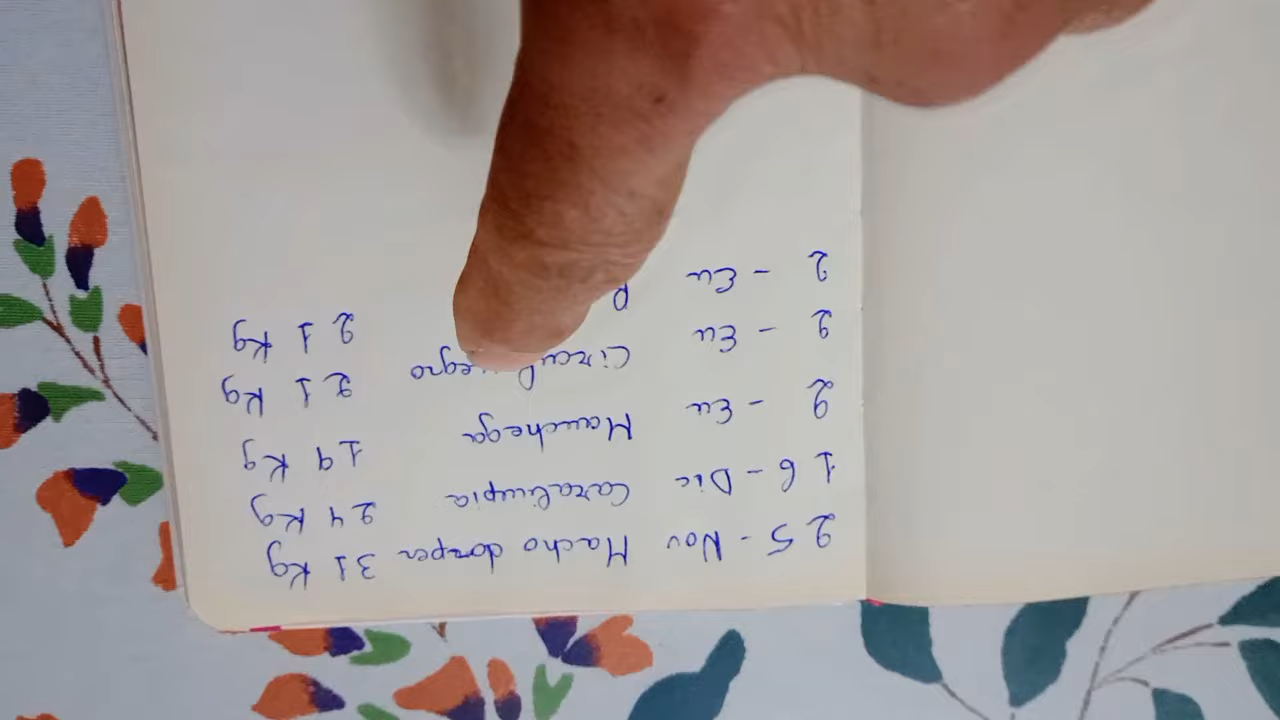 25 - Nov Macho dorper 31 Kg
16 - Dic Caralimpia 24 Kg
2 - En Manchega 19 Kg
2 - En 21 Kg
2 - En 21 Kg